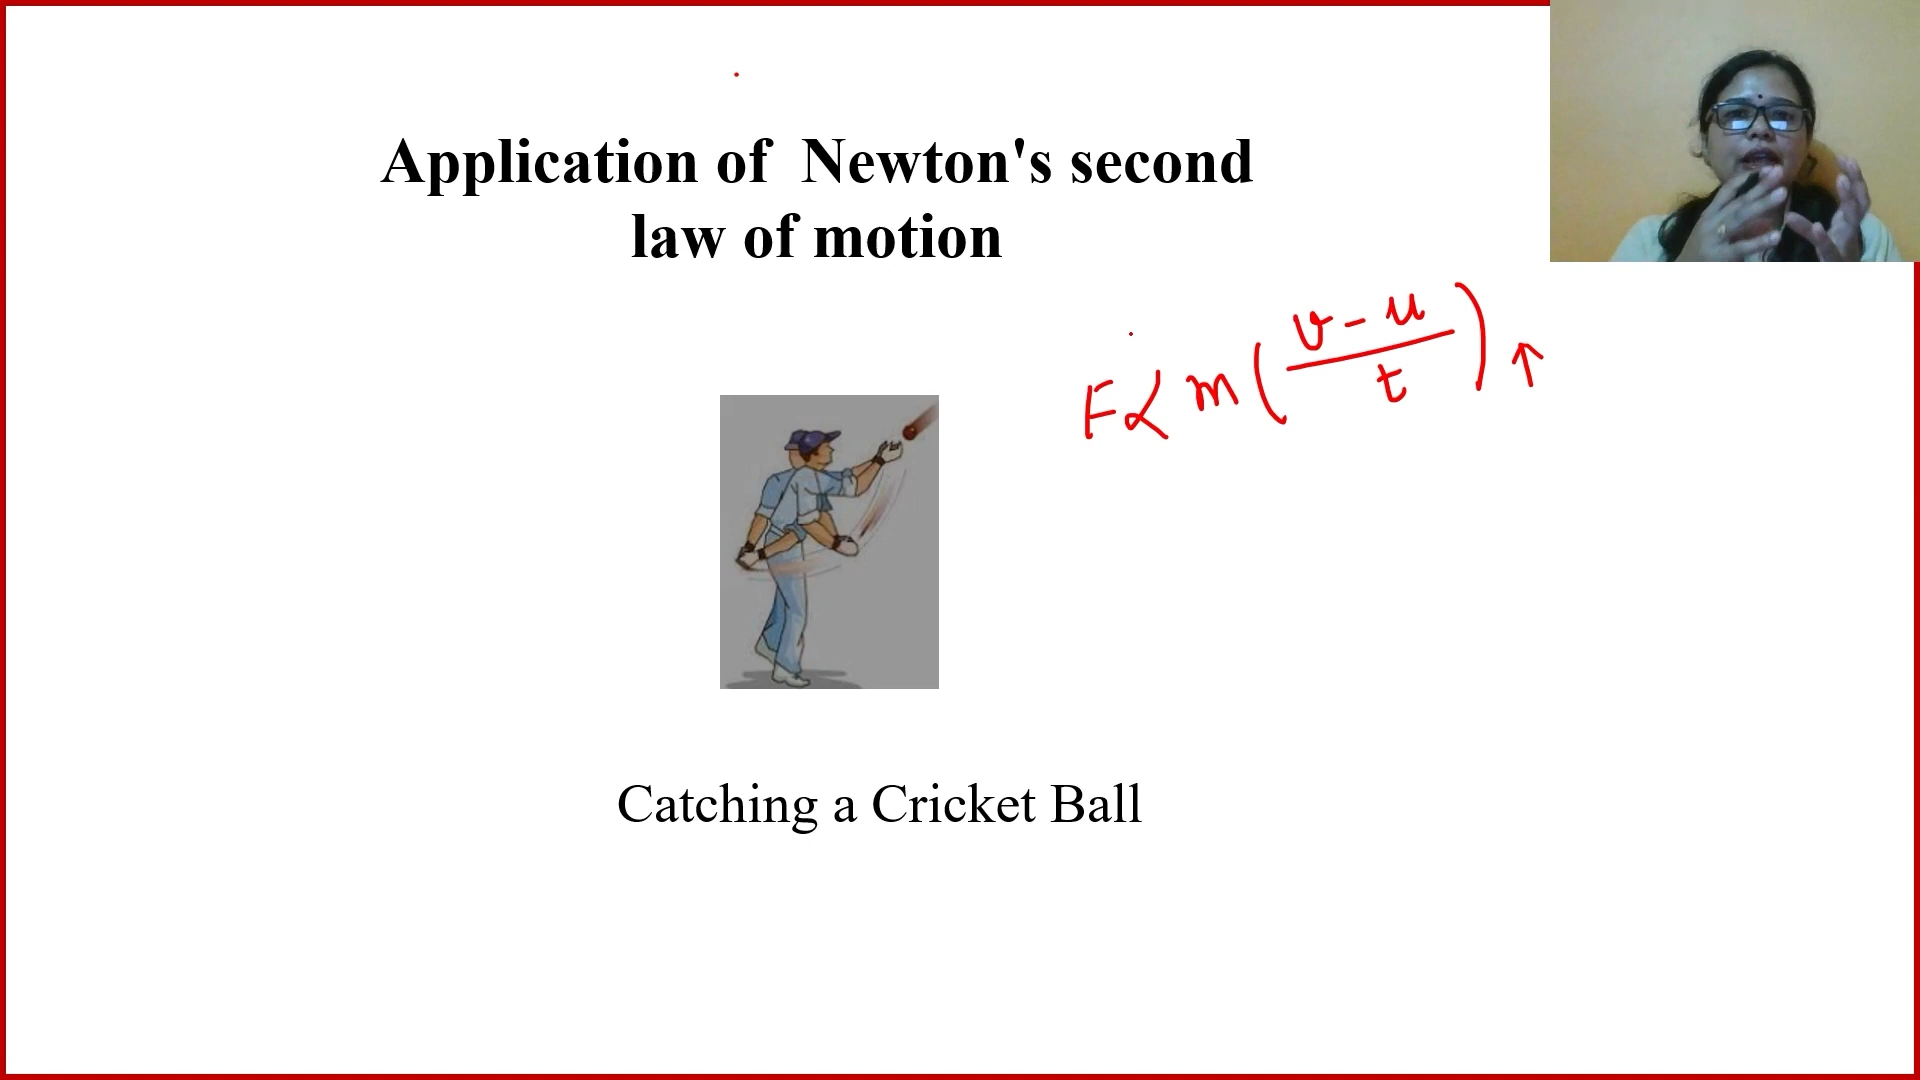 Application of Newton's second
law of motion
F∝ m(v-u/t)↑
Catching a Cricket Ball